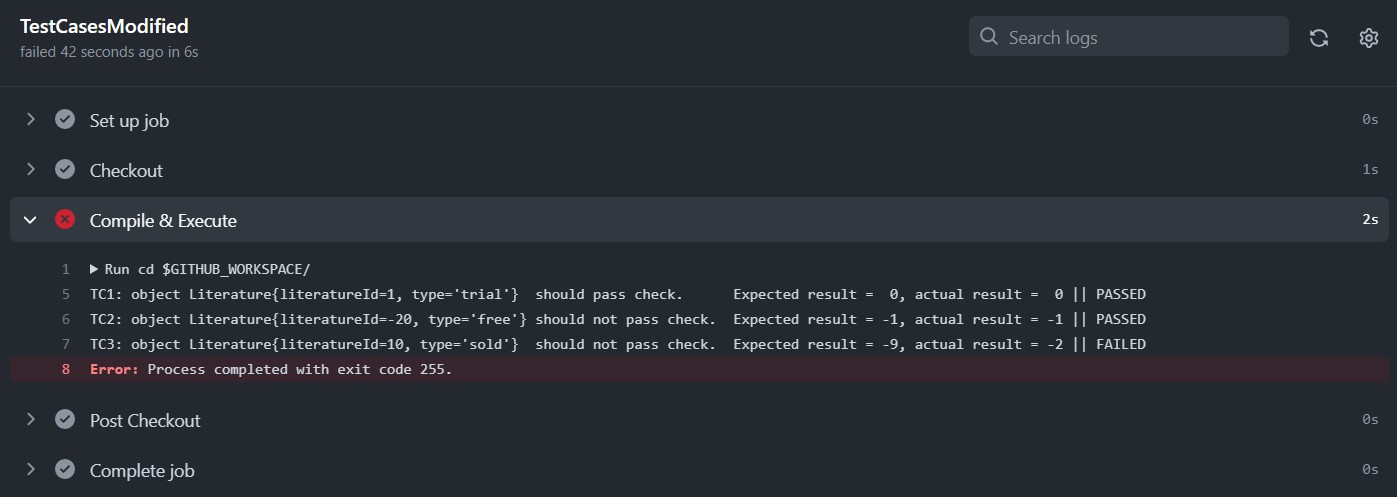 TestCasesModified
failed 42 seconds ago in 6s
Search logs
Set up job 0s
Checkout 1s
Compile & Execute 2s
1 Run cd $GITHUB_WORKSPACE/
5 TC1: object Literature{literatureId=1, type='trial'}  should pass check.      Expected result =  0, actual result =  0 || PASSED
6 TC2: object Literature{literatureId=-20, type='free'} should not pass check.  Expected result = -1, actual result = -1 || PASSED
7 TC3: object Literature{literatureId=10, type='sold'}  should not pass check.  Expected result = -9, actual result = -2 || FAILED
8 Error: Process completed with exit code 255.
Post Checkout 0s
Complete job 0s